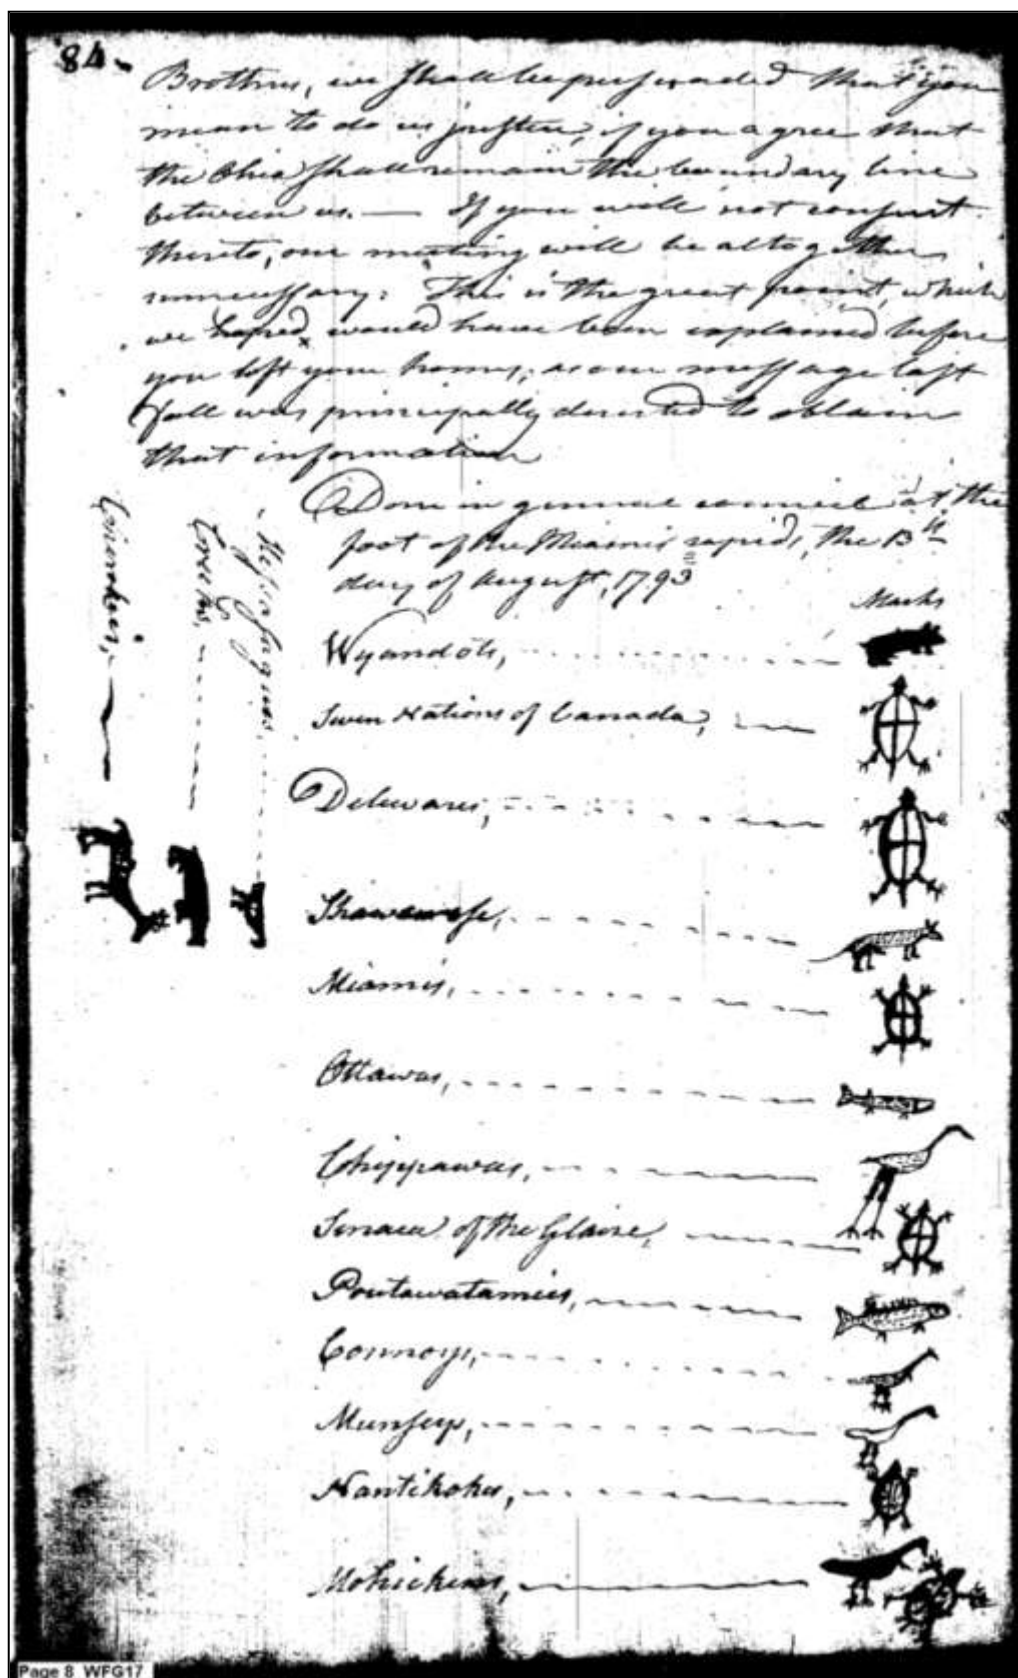 84-
Brothers, we shall be perswaded that you
mean to do us justice, if you agree that
the Ohio shall remain the boundary line
between us. — If you will not consent
thereto, our meeting will be altogether
unnecessary: This is the great point, which
we hoped, would have been explained before
you left your homes; as our message last
fall was principally directed to obtain
that information
Done in general council at the
foot of the Miamis rapids, the 13th
day of August, 1793
Marks
Wyandots,
Seven Nations of Canada,
Delewares,
Shawanese,
Miamis,
Ottawas,
Chippawas,
Senacas of the Glaize,
Poutawatamies,
Connoys,
Munseys,
Nantikokes,
Mohickens,
Messasagues
Creeks,
Cherokees,
Page 8 WFG17